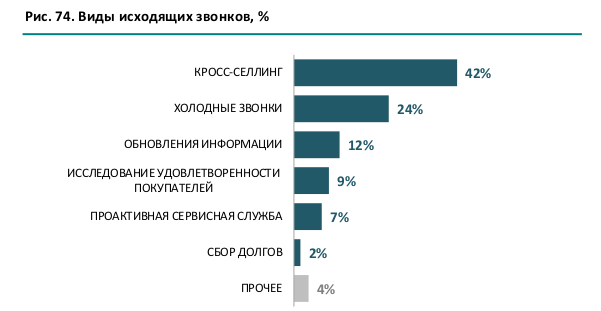 Рис. 74. Виды исходящих звонков, %
КРОСС-СЕЛЛИНГ
42%
ХОЛОДНЫЕ ЗВОНКИ
24%
ОБНОВЛЕНИЯ ИНФОРМАЦИИ
12%
ИССЛЕДОВАНИЕ УДОВЛЕТВОРЕННОСТИ
ПОКУПАТЕЛЕЙ
9%
ПРОАКТИВНАЯ СЕРВИСНАЯ СЛУЖБА
7%
СБОР ДОЛГОВ
2%
ПРОЧЕЕ
4%